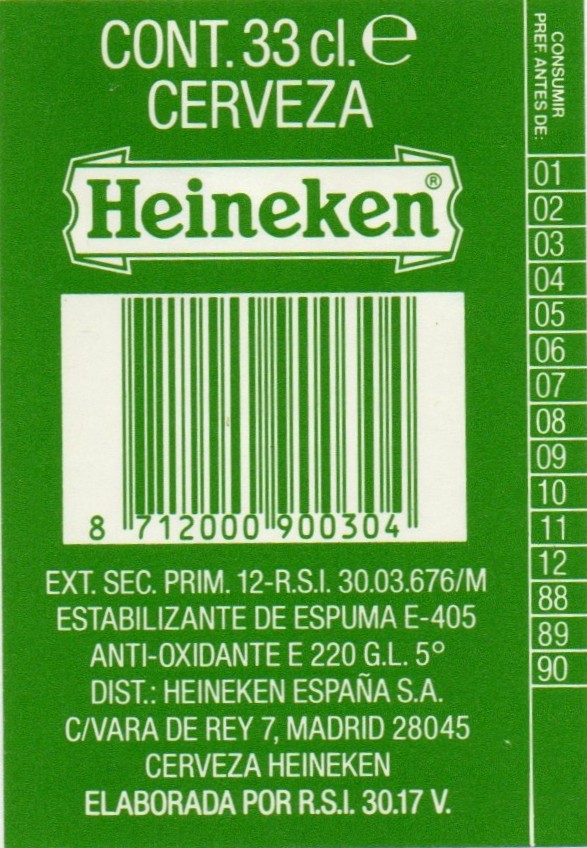 CONT. 33 cl. ℮
CERVEZA
Heineken®
8 712000 900304
EXT. SEC. PRIM. 12-R.S.I. 30.03.676/M
ESTABILIZANTE DE ESPUMA E-405
ANTI-OXIDANTE E 220 G.L. 5°
DIST.: HEINEKEN ESPAÑA S.A.
C/VARA DE REY 7, MADRID 28045
CERVEZA HEINEKEN
ELABORADA POR R.S.I. 30.17 V.
CONSUMIR
PREF. ANTES DE:
01
02
03
04
05
06
07
08
09
10
11
12
88
89
90